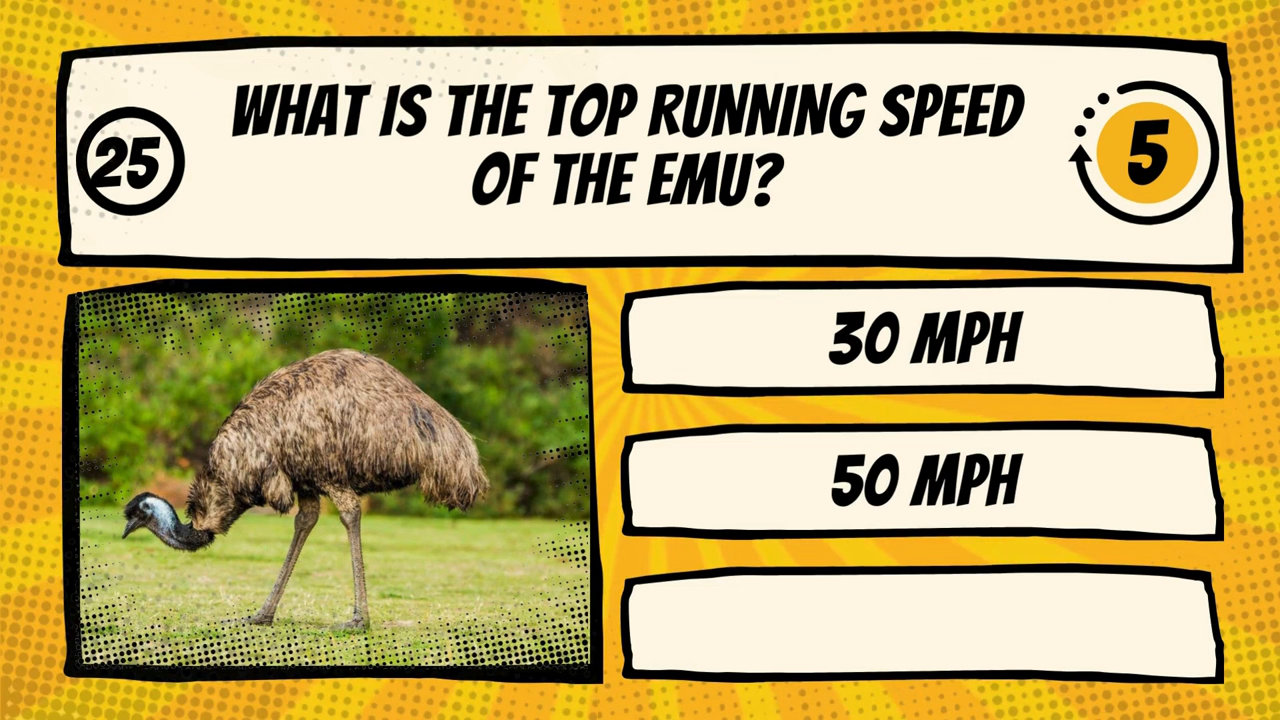 25
WHAT IS THE TOP RUNNING SPEED
OF THE EMU?
5
30 MPH
50 MPH